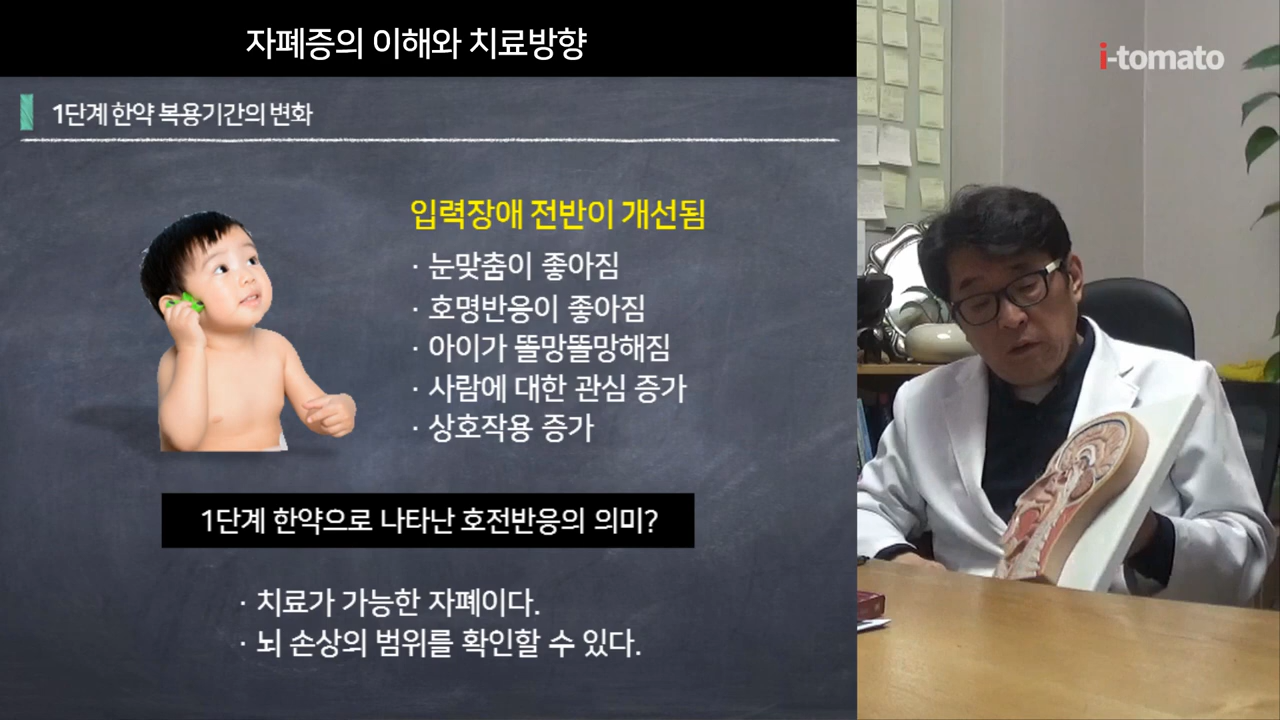 자폐증의 이해와 치료방향
i-tomato
1단계 한약 복용기간의 변화
입력장애 전반이 개선됨
· 눈맞춤이 좋아짐
· 호명반응이 좋아짐
· 아이가 똘망똘망해짐
· 사람에 대한 관심 증가
· 상호작용 증가
1단계 한약으로 나타난 호전반응의 의미?
· 치료가 가능한 자폐이다.
· 뇌 손상의 범위를 확인할 수 있다.